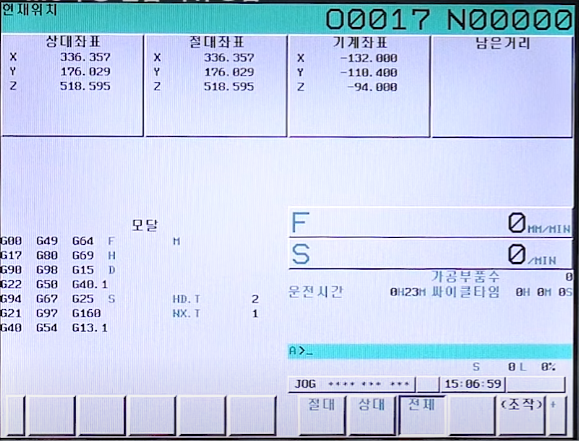 현재위치 O0017 N00000
상대좌표 절대좌표 기계좌표 남은거리
X 336.357 X 336.357 X -132.000
Y 176.029 Y 176.029 Y -110.400
Z 518.595 Z 518.595 Z -94.000
모달
F 0 MM/MIN
S 0 /MIN
G00 G49 G64 F M
G17 G80 G69 H
G90 G98 G15 D
G22 G50 G40.1
G94 G67 G25 S HD.T 2
G21 G97 G160 NX.T 1
G40 G54 G13.1
가공부품수 0
운전시간 0H23M 싸이클타임 0H 0M 0S
A>_
S 0 L 0%
JOG **** *** *** 15:06:59
절대 상대 전체 (조작) +